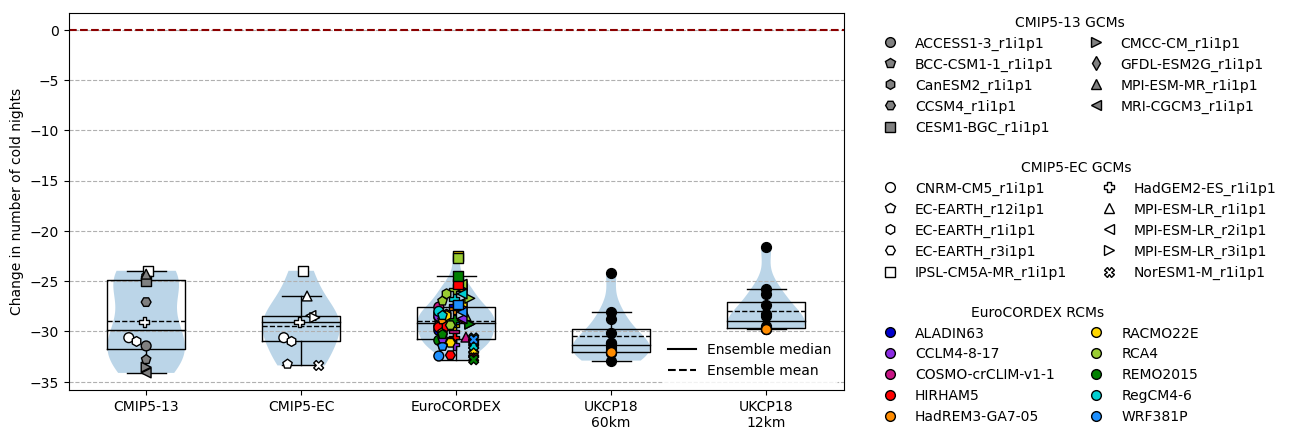 Change in number of cold nights
0
−5
−10
−15
−20
−25
−30
−35
CMIP5-13
CMIP5-EC
EuroCORDEX
UKCP18
60km
UKCP18
12km
Ensemble median
Ensemble mean
CMIP5-13 GCMs
ACCESS1-3_r1i1p1
BCC-CSM1-1_r1i1p1
CanESM2_r1i1p1
CCSM4_r1i1p1
CESM1-BGC_r1i1p1
CMCC-CM_r1i1p1
GFDL-ESM2G_r1i1p1
MPI-ESM-MR_r1i1p1
MRI-CGCM3_r1i1p1
CMIP5-EC GCMs
CNRM-CM5_r1i1p1
EC-EARTH_r12i1p1
EC-EARTH_r1i1p1
EC-EARTH_r3i1p1
IPSL-CM5A-MR_r1i1p1
HadGEM2-ES_r1i1p1
MPI-ESM-LR_r1i1p1
MPI-ESM-LR_r2i1p1
MPI-ESM-LR_r3i1p1
NorESM1-M_r1i1p1
EuroCORDEX RCMs
ALADIN63
CCLM4-8-17
COSMO-crCLIM-v1-1
HIRHAM5
HadREM3-GA7-05
RACMO22E
RCA4
REMO2015
RegCM4-6
WRF381P